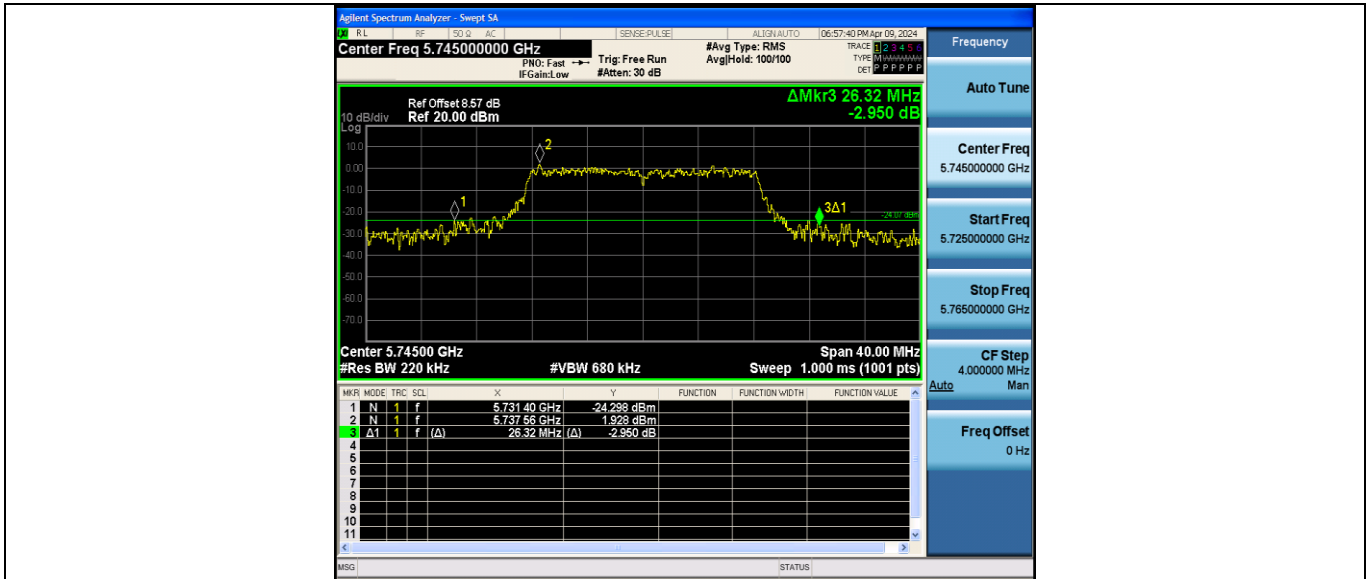 Agilent Spectrum Analyzer - Swept SA
LXI RL RF 50 Ω AC SENSE:PULSE ALIGNAUTO 06:57:40 PM Apr 09, 2024
Center Freq 5.745000000 GHz
PNO: Fast
IFGain:Low
Trig: Free Run
#Atten: 30 dB
#Avg Type: RMS
Avg|Hold: 100/100
TRACE 1 2 3 4 5 6
TYPE M
DET P P P P P P
Ref Offset 8.57 dB
Ref 20.00 dBm
10 dB/div
Log
ΔMkr3 26.32 MHz
-2.950 dB
10.0
0.00
-10.0
-20.0
-30.0
-40.0
-50.0
-60.0
-70.0
1
2
3Δ1
-24.07 dBm
Center 5.74500 GHz Span 40.00 MHz
#Res BW 220 kHz #VBW 680 kHz Sweep 1.000 ms (1001 pts)
MKR MODE TRC SCL X Y FUNCTION FUNCTION WIDTH FUNCTION VALUE
1 N 1 f 5.731 40 GHz -24.298 dBm
2 N 1 f 5.737 56 GHz 1.928 dBm
3 Δ1 1 f (Δ) 26.32 MHz (Δ) -2.950 dB
4
5
6
7
8
9
10
11
MSG STATUS
Frequency
Auto Tune
Center Freq
5.745000000 GHz
Start Freq
5.725000000 GHz
Stop Freq
5.765000000 GHz
CF Step
4.000000 MHz
Auto Man
Freq Offset
0 Hz